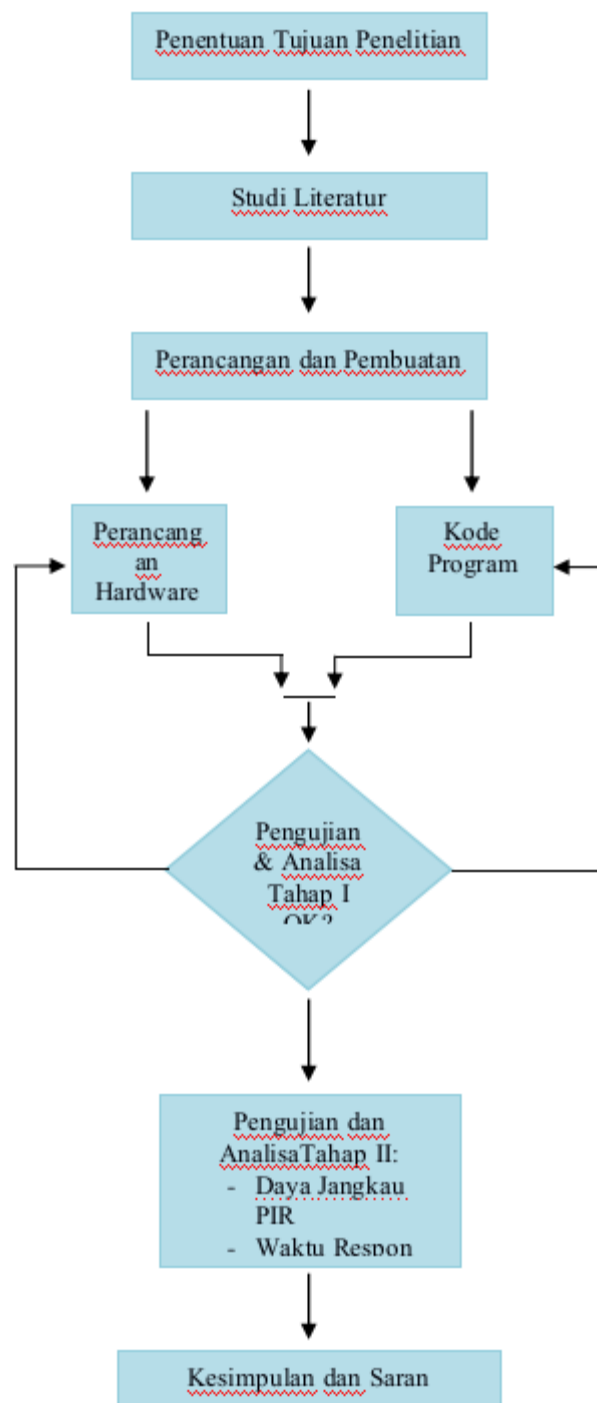 Penentuan Tujuan Penelitian
Studi Literatur
Perancangan dan Pembuatan
Perancang
an
Hardware
Kode
Program
Pengujian
& Analisa
Tahap I
OK?
Pengujian dan
AnalisaTahap II:
- Daya Jangkau
PIR
- Waktu Respon
Kesimpulan dan Saran